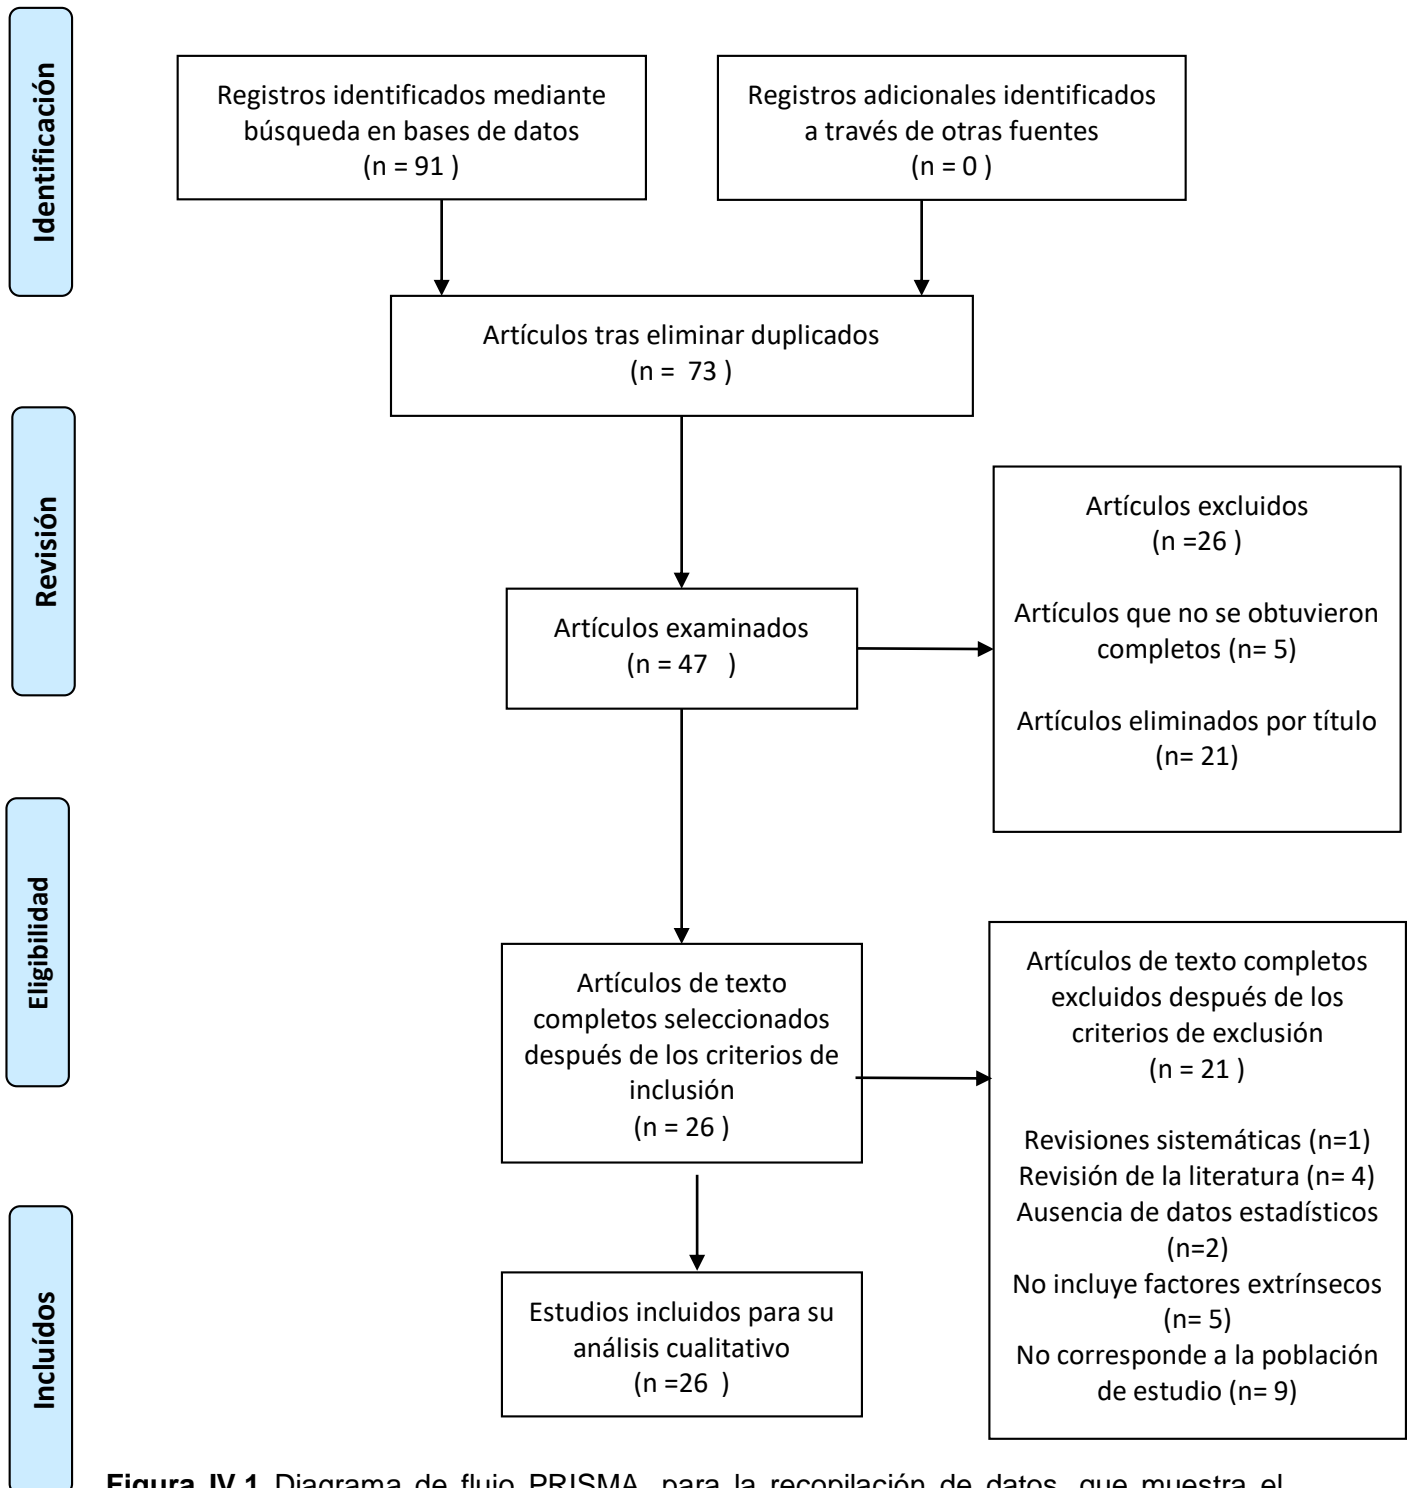 Identificación
Registros identificados mediante
búsqueda en bases de datos
(n = 91 )
Registros adicionales identificados
a través de otras fuentes
(n = 0 )
Artículos tras eliminar duplicados
(n =  73 )
Revisión
Artículos examinados
(n = 47   )
Artículos excluidos
(n =26 )
Artículos que no se obtuvieron
completos (n= 5)
Artículos eliminados por título
(n= 21)
Eligibilidad
Artículos de texto
completos seleccionados
después de los criterios de
inclusión
(n = 26 )
Artículos de texto completos
excluidos después de los
criterios de exclusión
(n = 21 )
Revisiones sistemáticas (n=1)
Revisión de la literatura (n= 4)
Ausencia de datos estadísticos
(n=2)
No incluye factores extrínsecos
(n= 5)
No corresponde a la población
de estudio (n= 9)
Incluídos
Estudios incluidos para su
análisis cualitativo
(n =26  )
Figura IV.1 Diagrama de flujo PRISMA, para la recopilación de datos, que muestra el